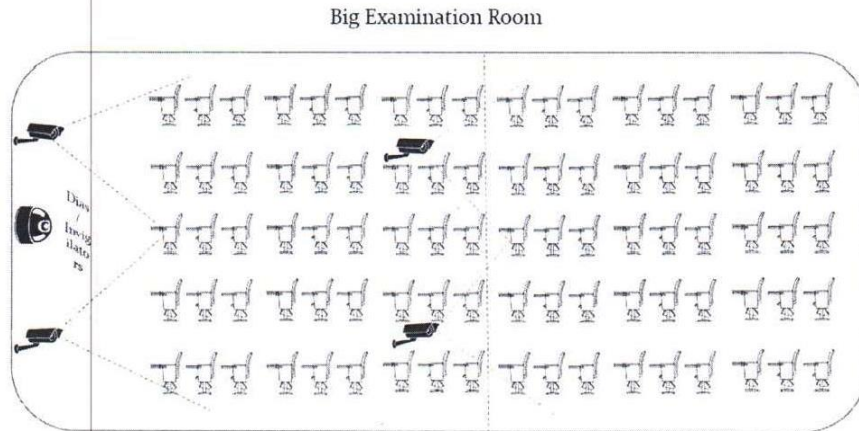 Big Examination Room
Dias
/
Invig
ilato
rs